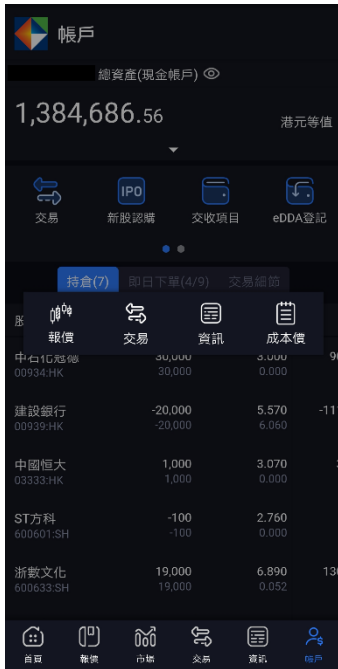 帳戶
總資產(現金帳戶)
1,384,686.56
港元等值
交易 新股認購 交收項目 eDDA登記
IPO
持倉(7) 即日下單(4/9) 交易細節
報價 交易 資訊 成本價
中石化冠德 30,000 3.000
00934:HK 30,000 0.000
建設銀行 -20,000 5.570 -11
00939:HK -20,000 6.060
中國恒大 1,000 3.070
03333:HK 1,000 0.000
ST方科 -100 2.760
600601:SH -100 0.000
浙數文化 19,000 6.890 130
600633:SH 19,000 0.052
首頁 報價 市場 交易 資訊 帳戶